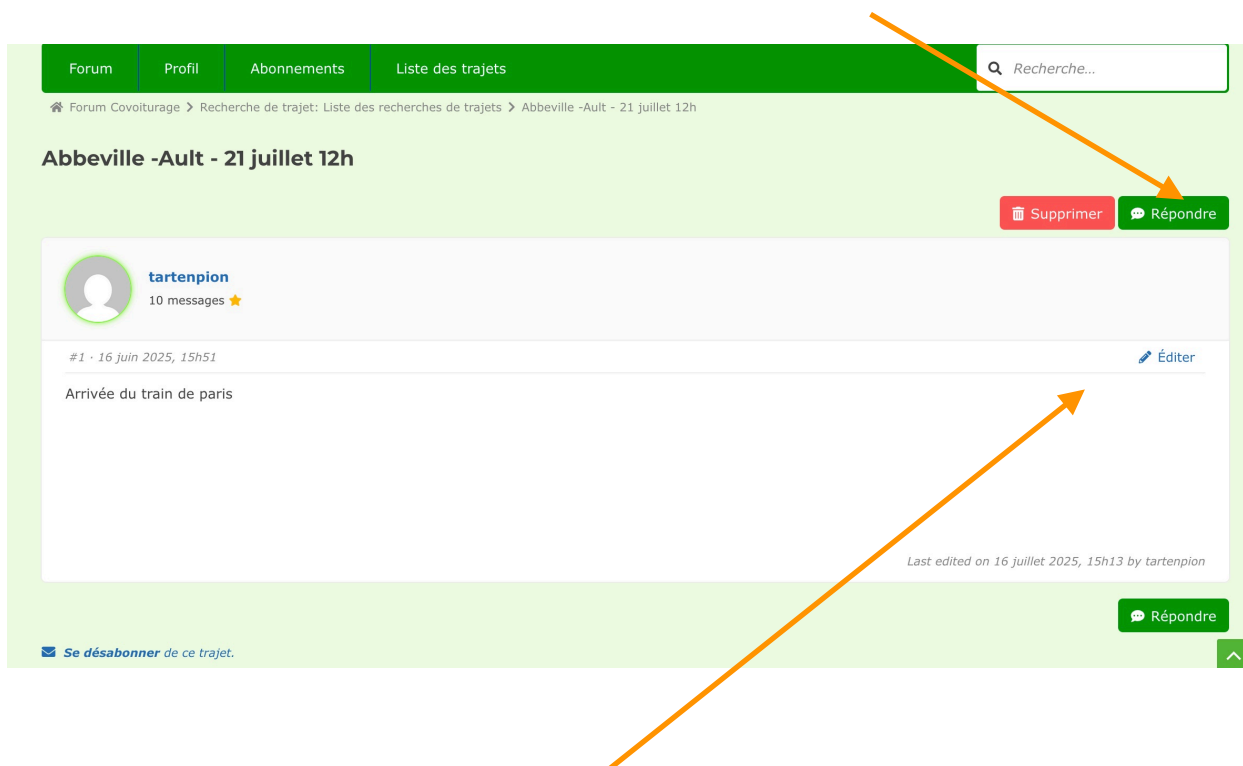 Forum Profil Abonnements Liste des trajets Recherche...
Forum Covoiturage > Recherche de trajet: Liste des recherches de trajets > Abbeville -Ault - 21 juillet 12h
Abbeville -Ault - 21 juillet 12h
Supprimer Répondre
tartenpion
10 messages
#1 · 16 juin 2025, 15h51 Éditer
Arrivée du train de paris
Last edited on 16 juillet 2025, 15h13 by tartenpion
Répondre
Se désabonner de ce trajet.